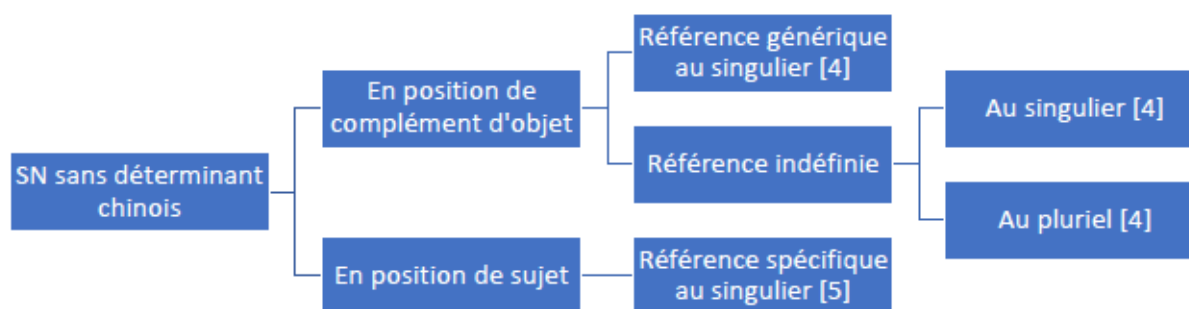 SN sans déterminant
chinois
En position de
complément d'objet
Référence générique
au singulier [4]
Référence indéfinie
Au singulier [4]
Au pluriel [4]
En position de sujet
Référence spécifique
au singulier [5]